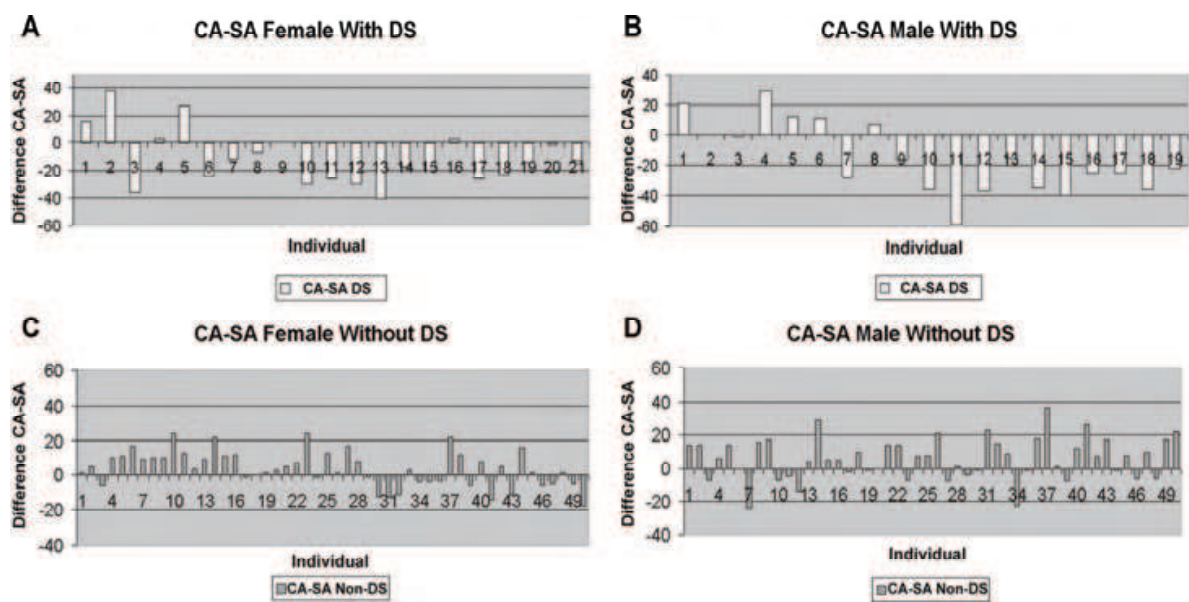 A
CA-SA Female With DS
Difference CA-SA
40
20
0
-20
-40
-60
1 2 3 4 5 6 7 8 9 10 11 12 13 14 15 16 17 18 19 20 21
Individual
CA-SA DS
B
CA-SA Male With DS
Difference CA-SA
40
20
0
-20
-40
-60
1 2 3 4 5 6 7 8 9 10 11 12 13 14 15 16 17 18 19
Individual
CA-SA DS
C
CA-SA Female Without DS
Difference CA-SA
60
40
20
0
-20
-40
1 4 7 10 13 16 19 22 25 28 31 34 37 40 43 46 49
Individual
CA-SA Non-DS
D
CA-SA Male Without DS
Difference CA-SA
60
40
20
0
-20
-40
1 4 7 10 13 16 19 22 25 28 31 34 37 40 43 46 49
Individual
CA-SA Non-DS